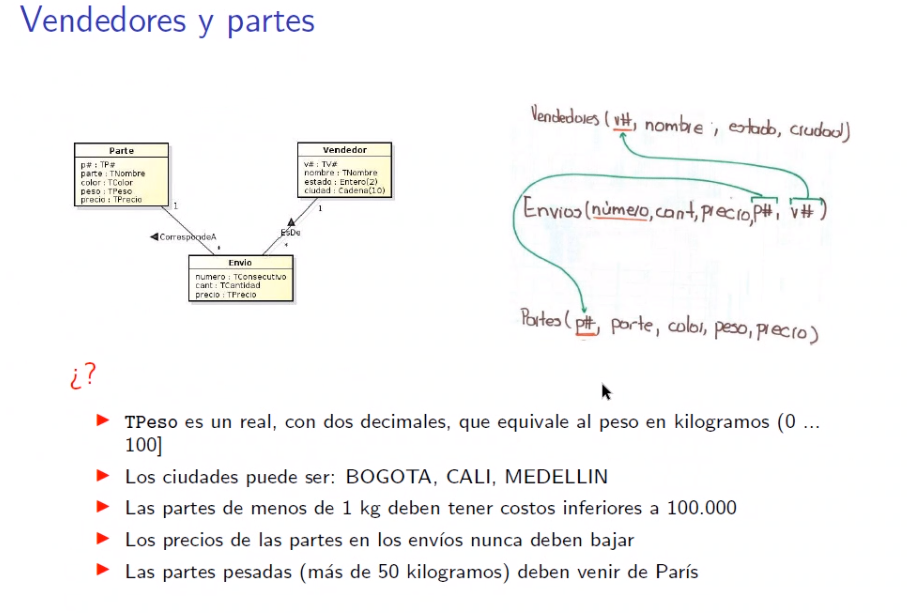 Vendedores y partes
Parte
p# : TP#
parte : TNombre
color : TColor
peso : TPeso
precio : TPrecio
Vendedor
v# : TV#
nombre : TNombre
estado : Entero(2)
ciudad : Cadena(10)
1
1
CorrespondeA
EsDe
*
*
Envio
numero : TConsecutivo
cant : TCantidad
precio : TPrecio
Vendedores (v#, nombre, estado, ciudad)
Envios (número, cant, precio, p#, v#)
Partes (p#, parte, color, peso, precio)
¿?
TPeso es un real, con dos decimales, que equivale al peso en kilogramos (0 ...
100]
Los ciudades puede ser: BOGOTA, CALI, MEDELLIN
Las partes de menos de 1 kg deben tener costos inferiores a 100.000
Los precios de las partes en los envíos nunca deben bajar
Las partes pesadas (más de 50 kilogramos) deben venir de París